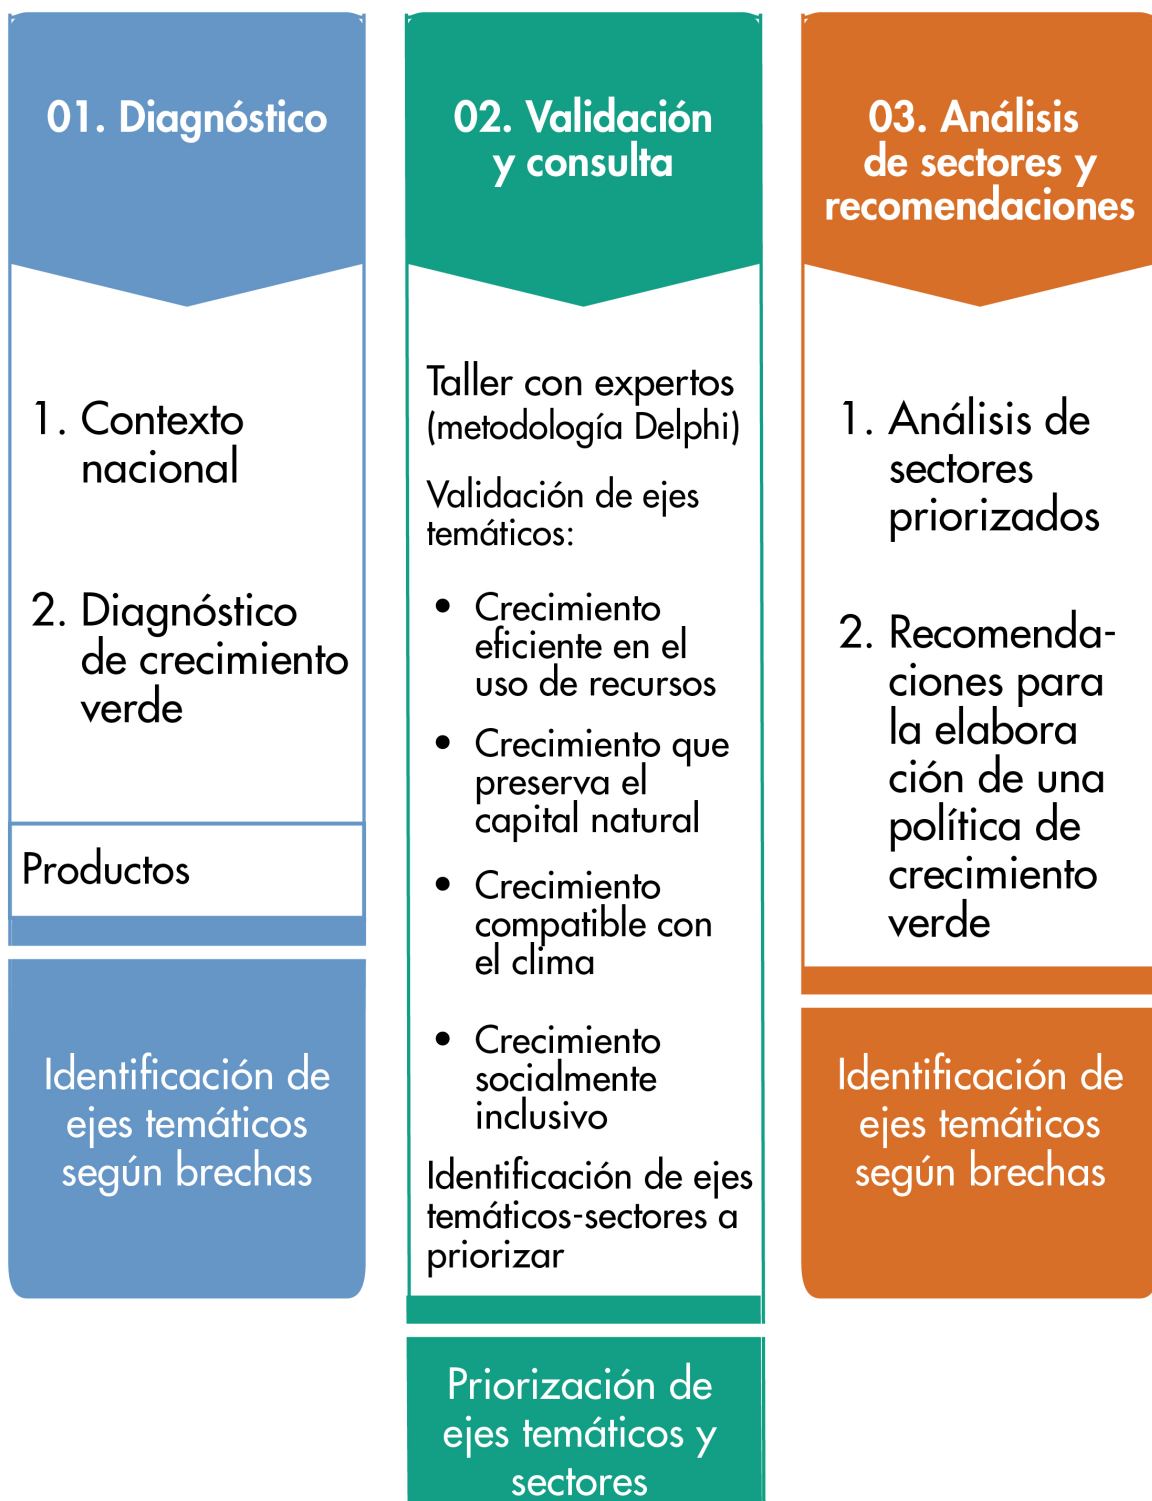 01. Diagnóstico
1. Contexto
nacional
2. Diagnóstico
de crecimiento
verde
Productos
Identificación de
ejes temáticos
según brechas
02. Validación
y consulta
Taller con expertos
(metodología Delphi)
Validación de ejes
temáticos:
• Crecimiento
eficiente en el
uso de recursos
• Crecimiento que
preserva el
capital natural
• Crecimiento
compatible con
el clima
• Crecimiento
socialmente
inclusivo
Identificación de ejes
temáticos-sectores a
priorizar
Priorización de
ejes temáticos y
sectores
03. Análisis
de sectores y
recomendaciones
1. Análisis de
sectores
priorizados
2. Recomenda-
ciones para
la elabora
ción de una
política de
crecimiento
verde
Identificación de
ejes temáticos
según brechas